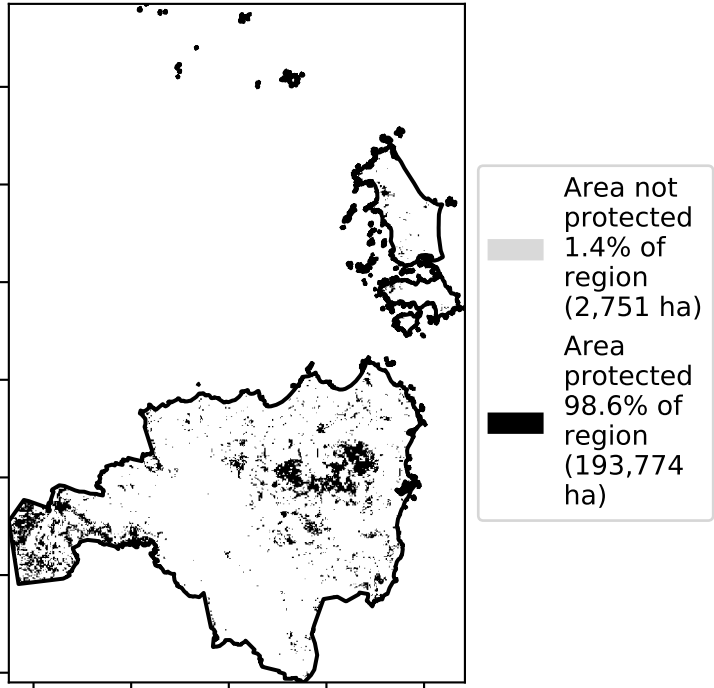 Area not
protected
1.4% of
region
(2,751 ha)
Area
protected
98.6% of
region
(193,774
ha)